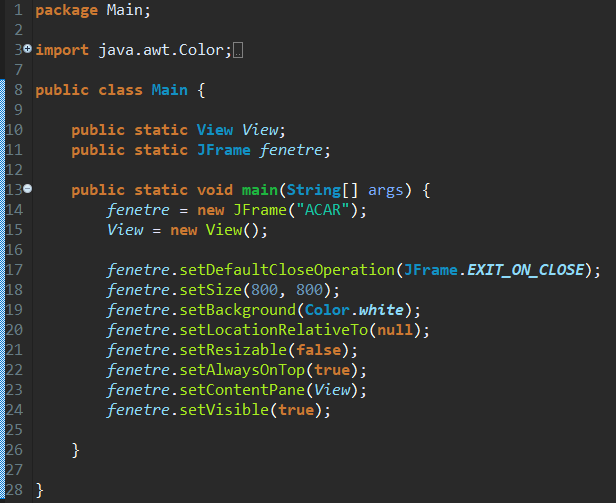 1 package Main;
2
3 import java.awt.Color;
7
8 public class Main {
9
10     public static View View;
11     public static JFrame fenetre;
12
13     public static void main(String[] args) {
14         fenetre = new JFrame("ACAR");
15         View = new View();
16
17         fenetre.setDefaultCloseOperation(JFrame.EXIT_ON_CLOSE);
18         fenetre.setSize(800, 800);
19         fenetre.setBackground(Color.white);
20         fenetre.setLocationRelativeTo(null);
21         fenetre.setResizable(false);
22         fenetre.setAlwaysOnTop(true);
23         fenetre.setContentPane(View);
24         fenetre.setVisible(true);
25
26     }
27
28 }